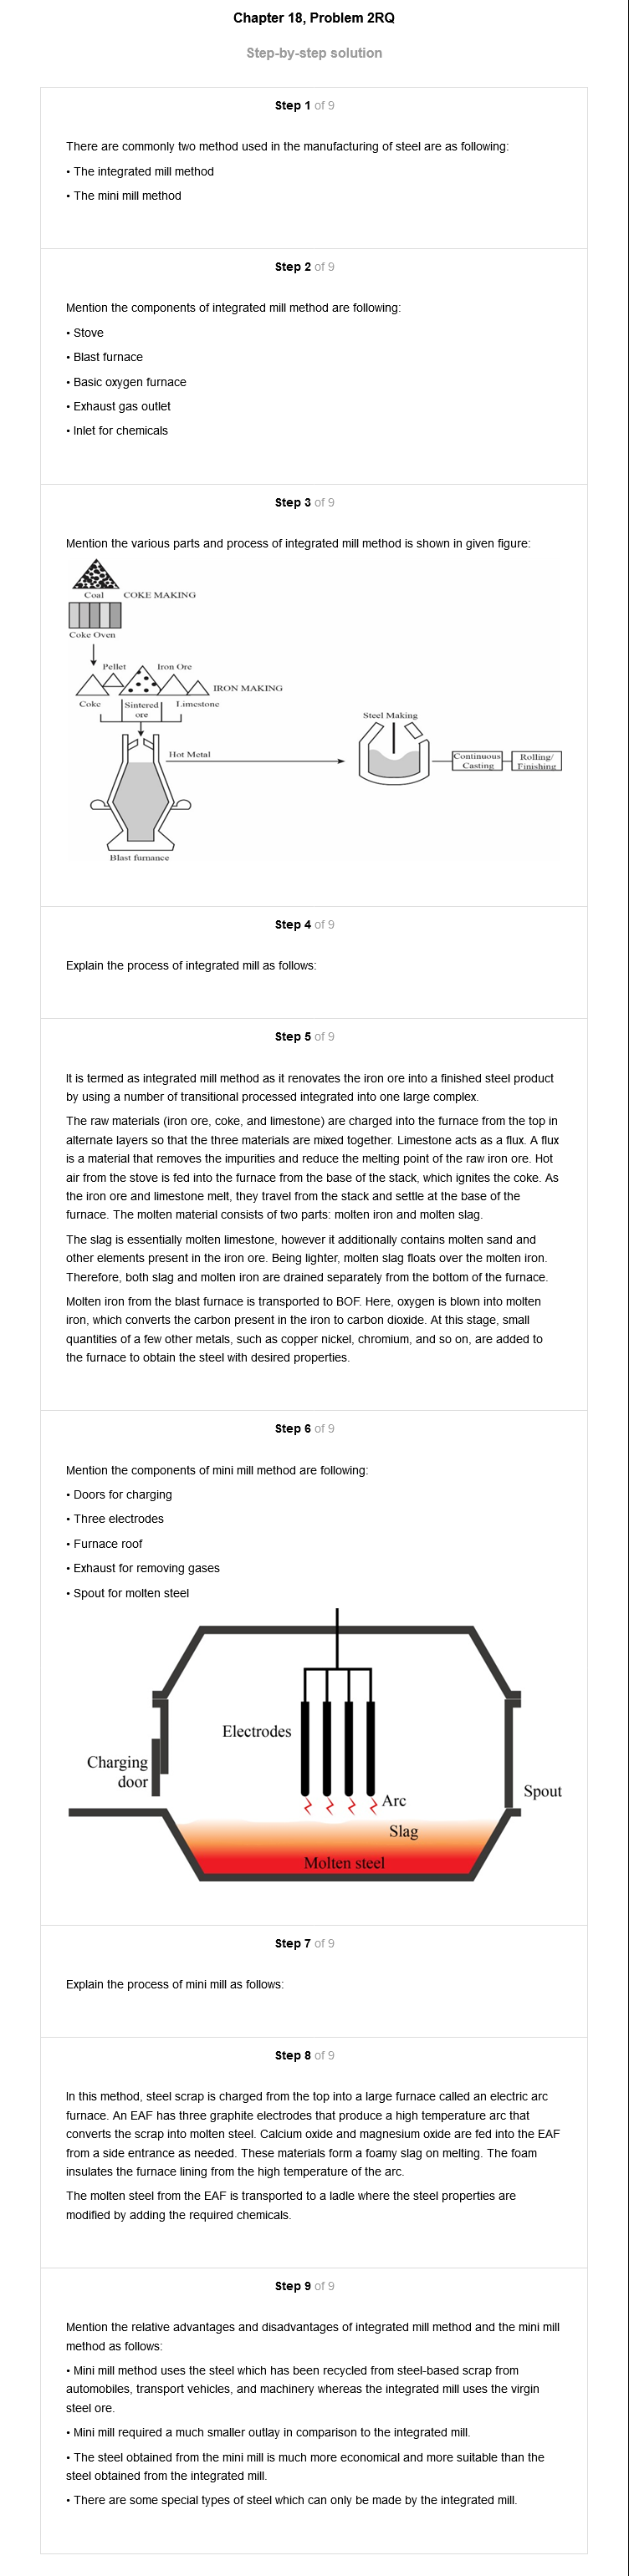 Chapter 18, Problem 2RQ
Step-by-step solution
Step 1 of 9
There are commonly two method used in the manufacturing of steel are as following:
• The integrated mill method
• The mini mill method
Step 2 of 9
Mention the components of integrated mill method are following:
• Stove
• Blast furnace
• Basic oxygen furnace
• Exhaust gas outlet
• Inlet for chemicals
Step 3 of 9
Mention the various parts and process of integrated mill method is shown in given figure:
Coal
COKE MAKING
Coke Oven
Pellet
Iron Ore
IRON MAKING
Coke
Sintered
ore
Limestone
Steel Making
Hot Metal
Continuous
Casting
Rolling/
Finishing
Blast furnance
Step 4 of 9
Explain the process of integrated mill as follows:
Step 5 of 9
It is termed as integrated mill method as it renovates the iron ore into a finished steel product
by using a number of transitional processed integrated into one large complex.
The raw materials (iron ore, coke, and limestone) are charged into the furnace from the top in
alternate layers so that the three materials are mixed together. Limestone acts as a flux. A flux
is a material that removes the impurities and reduce the melting point of the raw iron ore. Hot
air from the stove is fed into the furnace from the base of the stack, which ignites the coke. As
the iron ore and limestone melt, they travel from the stack and settle at the base of the
furnace. The molten material consists of two parts: molten iron and molten slag.
The slag is essentially molten limestone, however it additionally contains molten sand and
other elements present in the iron ore. Being lighter, molten slag floats over the molten iron.
Therefore, both slag and molten iron are drained separately from the bottom of the furnace.
Molten iron from the blast furnace is transported to BOF. Here, oxygen is blown into molten
iron, which converts the carbon present in the iron to carbon dioxide. At this stage, small
quantities of a few other metals, such as copper nickel, chromium, and so on, are added to
the furnace to obtain the steel with desired properties.
Step 6 of 9
Mention the components of mini mill method are following:
• Doors for charging
• Three electrodes
• Furnace roof
• Exhaust for removing gases
• Spout for molten steel
Electrodes
Charging
door
Arc
Spout
Slag
Molten steel
Step 7 of 9
Explain the process of mini mill as follows:
Step 8 of 9
In this method, steel scrap is charged from the top into a large furnace called an electric arc
furnace. An EAF has three graphite electrodes that produce a high temperature arc that
converts the scrap into molten steel. Calcium oxide and magnesium oxide are fed into the EAF
from a side entrance as needed. These materials form a foamy slag on melting. The foam
insulates the furnace lining from the high temperature of the arc.
The molten steel from the EAF is transported to a ladle where the steel properties are
modified by adding the required chemicals.
Step 9 of 9
Mention the relative advantages and disadvantages of integrated mill method and the mini mill
method as follows:
• Mini mill method uses the steel which has been recycled from steel-based scrap from
automobiles, transport vehicles, and machinery whereas the integrated mill uses the virgin
steel ore.
• Mini mill required a much smaller outlay in comparison to the integrated mill.
• The steel obtained from the mini mill is much more economical and more suitable than the
steel obtained from the integrated mill.
• There are some special types of steel which can only be made by the integrated mill.